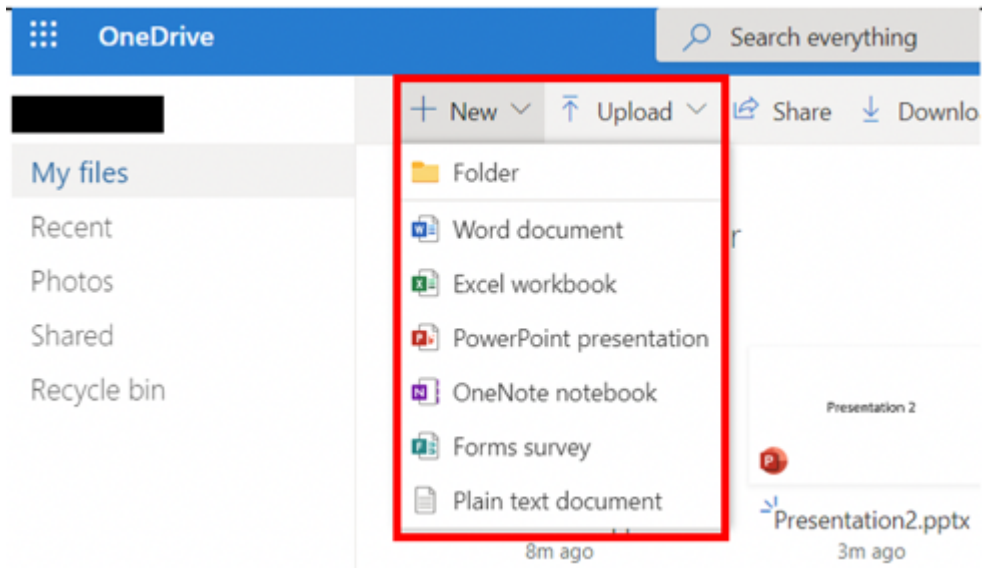 OneDrive
Search everything
New
Upload
Share
Downlo
My files
Recent
Photos
Shared
Recycle bin
Folder
Word document
Excel workbook
PowerPoint presentation
OneNote notebook
Forms survey
Plain text document
r
Presentation 2
Presentation2.pptx
8m ago
3m ago